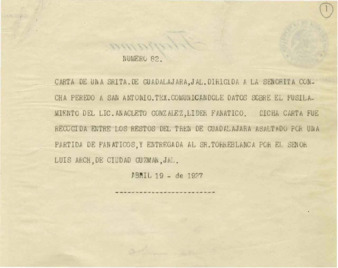 1
NUMERO 82.
CARTA DE UNA SRITA. DE GUADALAJARA, JAL. DIRIGIDA A LA SEÑORITA CON-
CHA PEREDO A SAN ANTONIO. TEX. COMUNICANDOLE DATOS SOBRE EL FUSILA-
MIENTO DEL LIC. ANACLETO GONZALEZ, LIDER FANATICO. DICHA CARTA FUE
RECOGIDA ENTRE LOS RESTOS DEL TREN DE GUADALAJARA ASALTADO POR UNA
PARTIDA DE FANATICOS, Y ENTREGADA AL SR. TORREBLANCA POR EL SEÑOR
LUIS ARCH, DE CIUDAD GUZMAN, JAL.
ABRIL 19 - de 1927